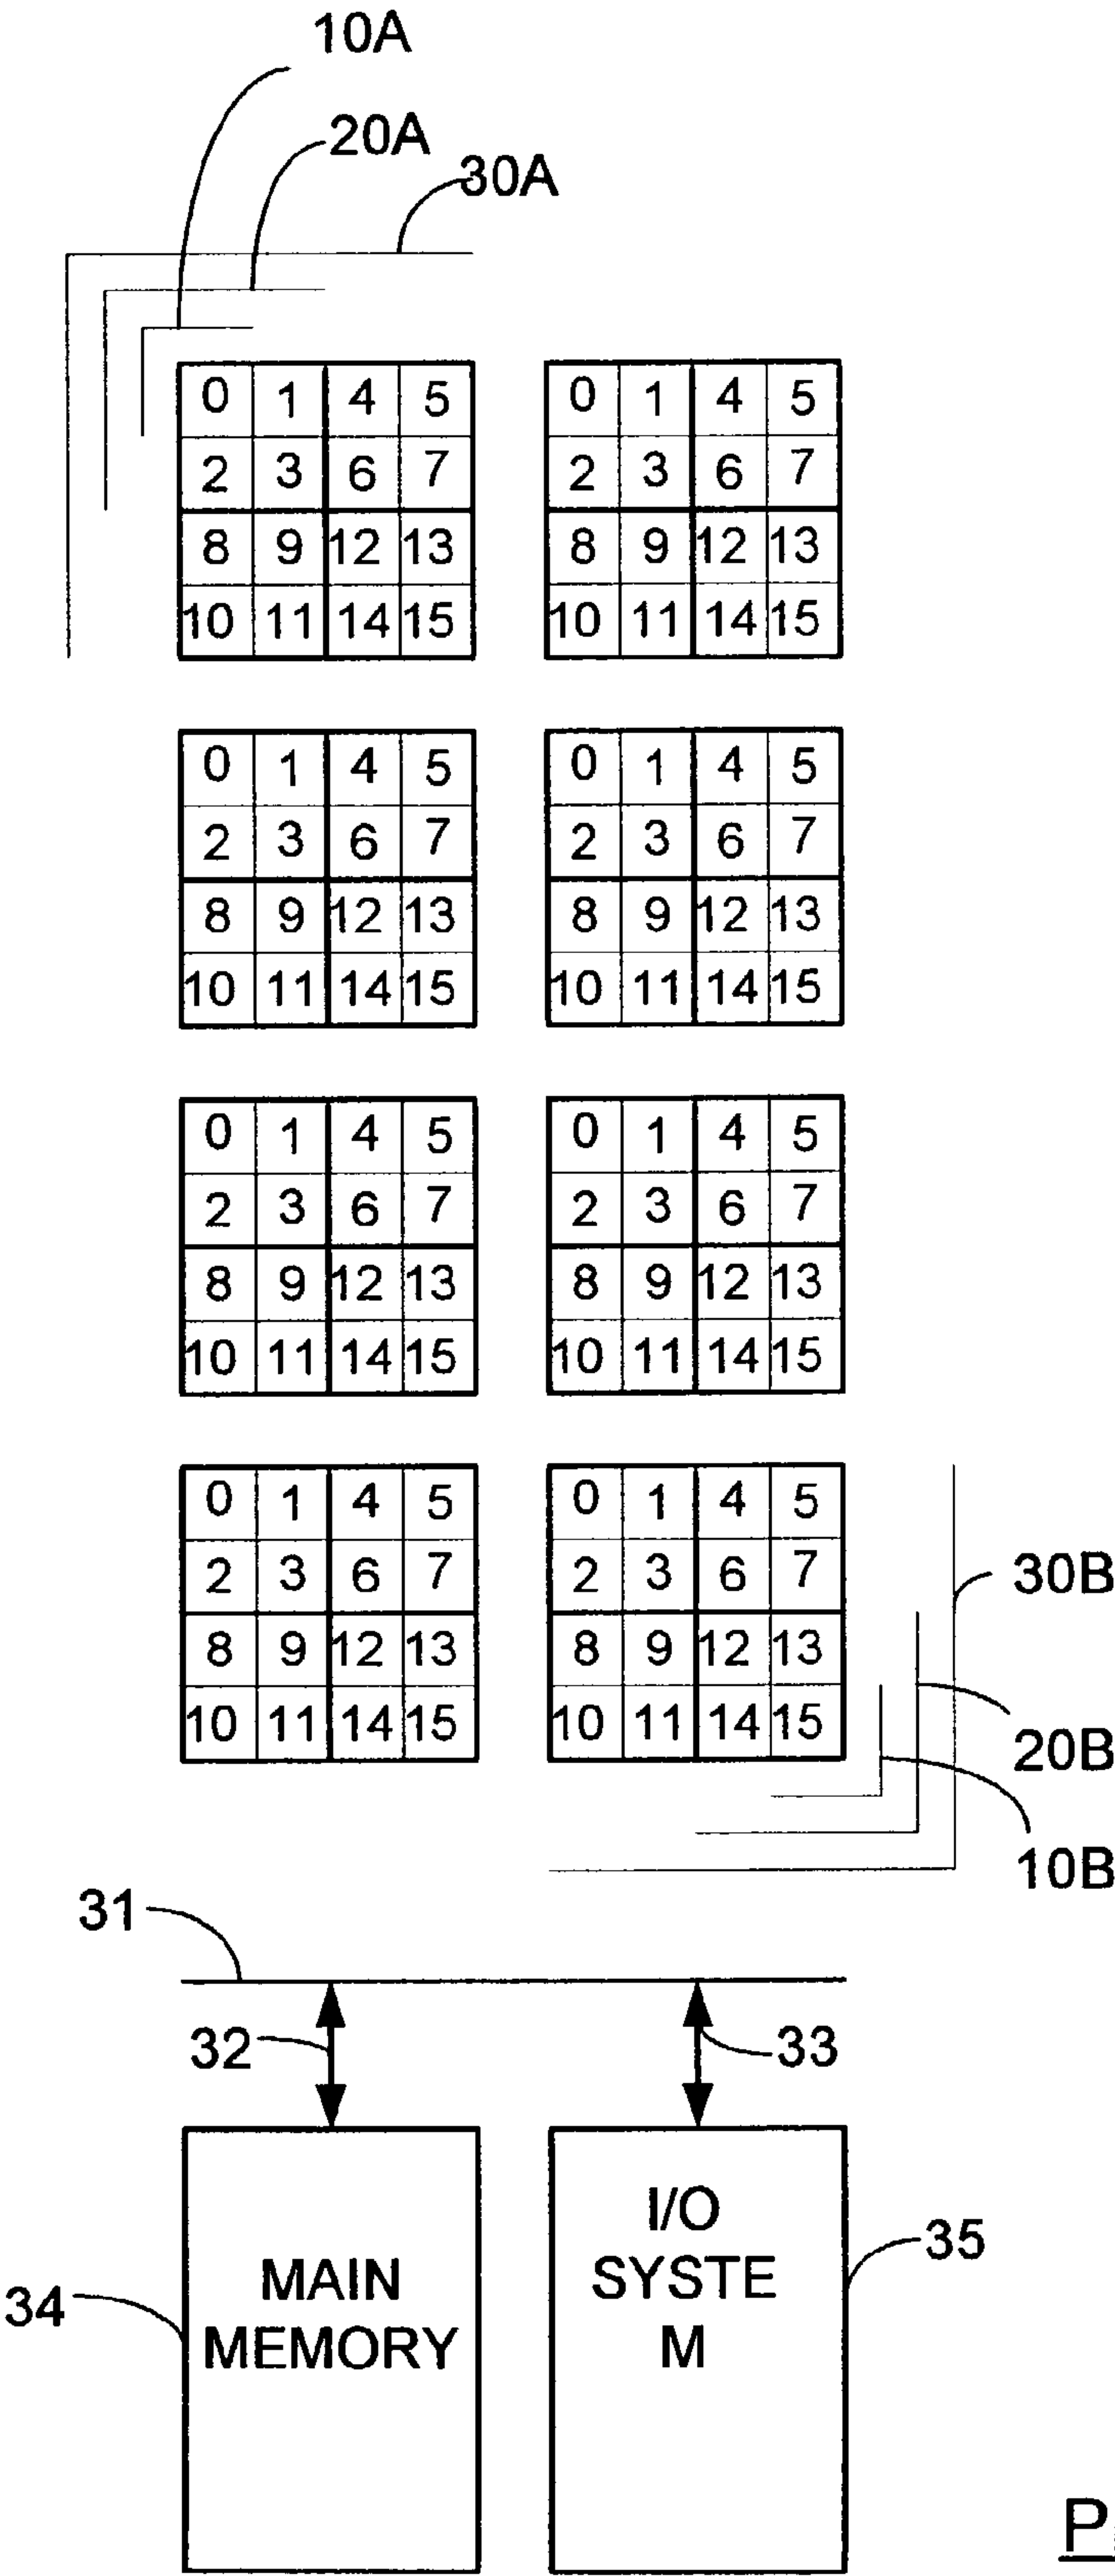 10A
20A
30A
0 1 4 5 0 1 4 5
2 3 6 7 2 3 6 7
8 9 12 13 8 9 12 13
10 11 14 15 10 11 14 15
0 1 4 5 0 1 4 5
2 3 6 7 2 3 6 7
8 9 12 13 8 9 12 13
10 11 14 15 10 11 14 15
0 1 4 5 0 1 4 5
2 3 6 7 2 3 6 7
8 9 12 13 8 9 12 13
10 11 14 15 10 11 14 15
0 1 4 5 0 1 4 5
2 3 6 7 2 3 6 7
30B
8 9 12 13 8 9 12 13
10 11 14 15 10 11 14 15
20B
10B
31
32
33
34
MAIN
MEMORY
I/O
SYSTE
M
35
P